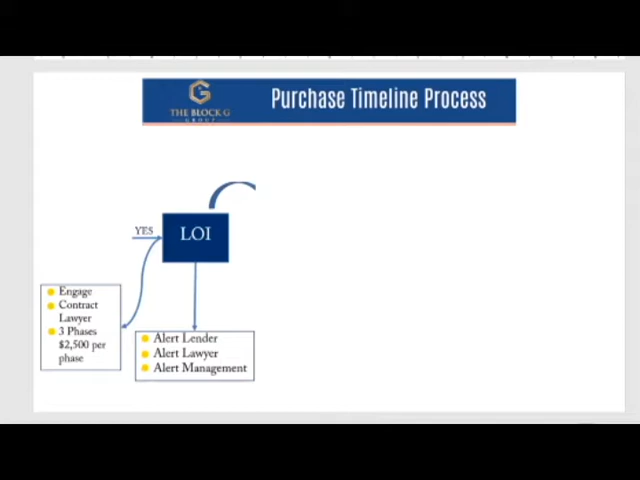 THE BLOCK G
GROUP
Purchase Timeline Process
YES
LOI
Engage
Contract
Lawyer
3 Phases
$2,500 per
phase
Alert Lender
Alert Lawyer
Alert Management